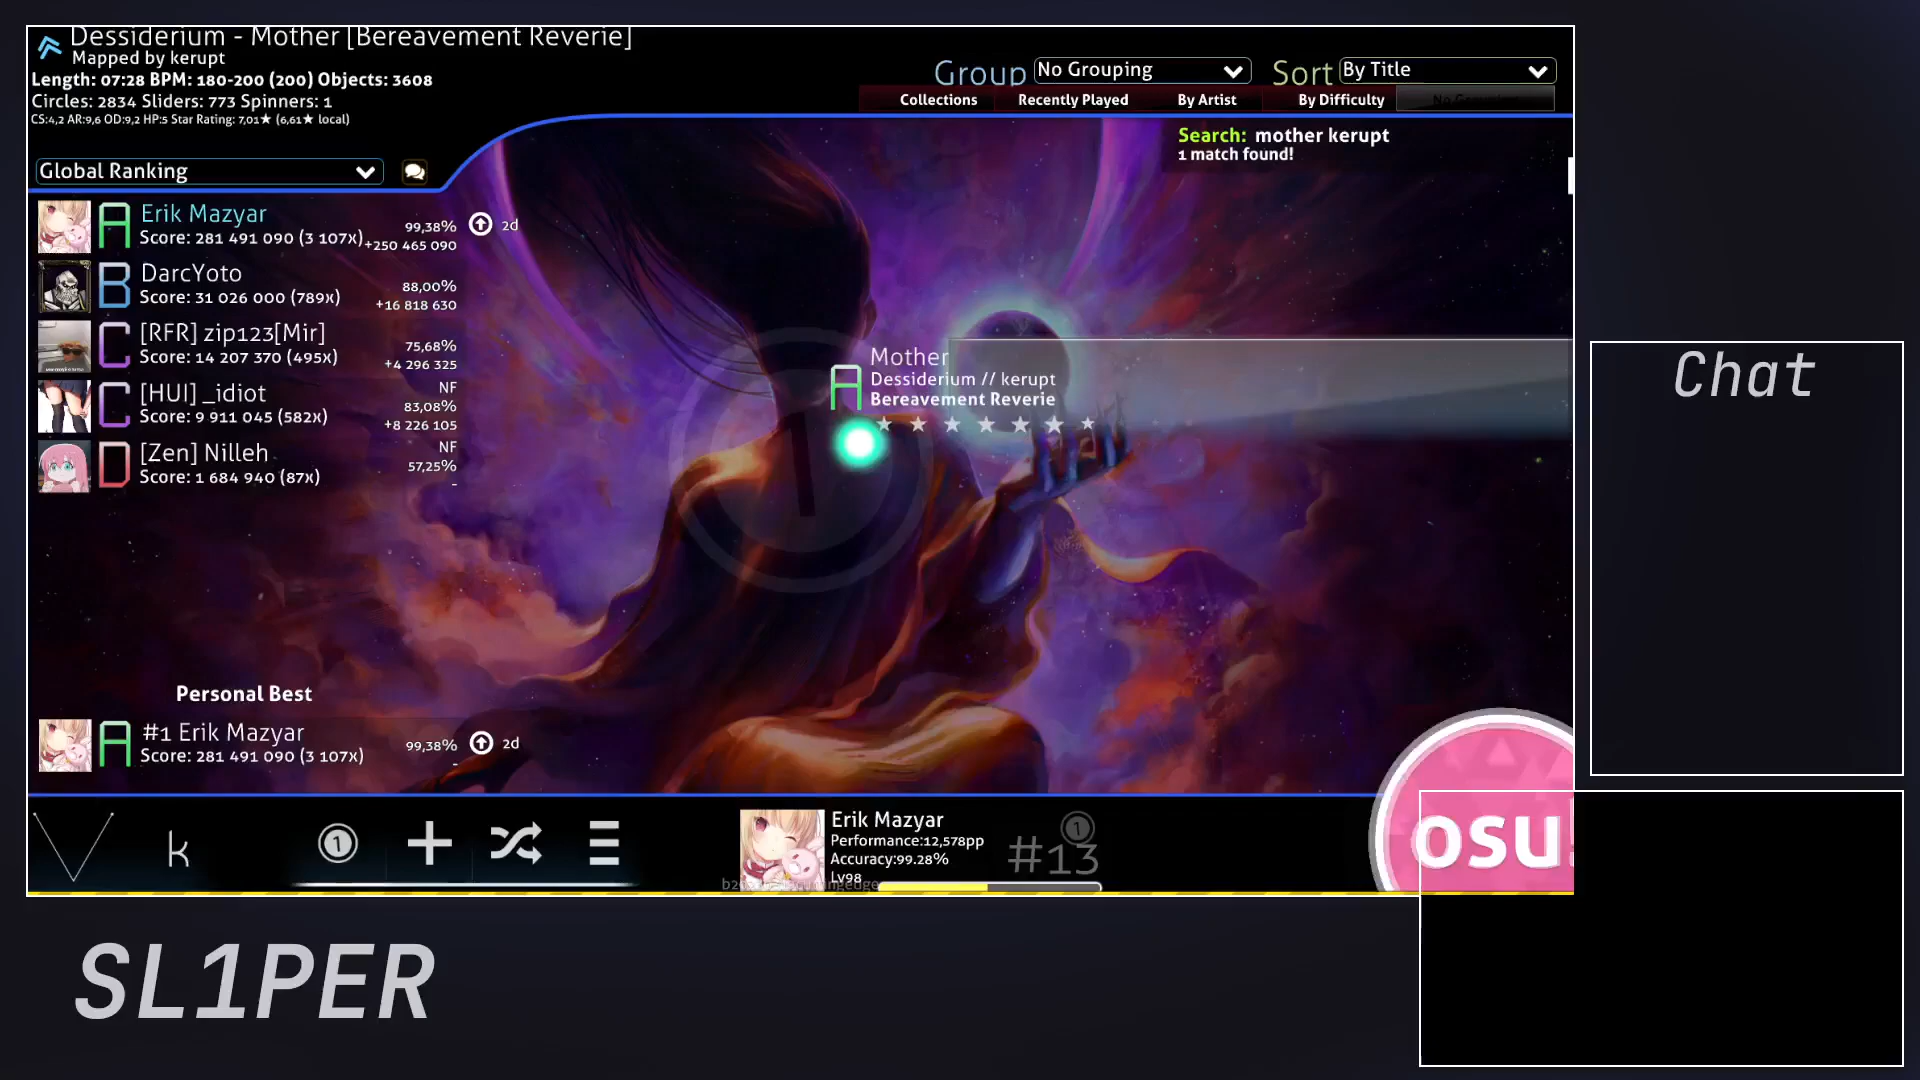 Dessiderium - Mother [Bereavement Reverie]
Mapped by kerupt
Length: 07:28 BPM: 180-200 (200) Objects: 3608
Circles: 2834 Sliders: 773 Spinners: 1
CS:4,2 AR:9,6 OD:9,2 HP:5 Star Rating: 7,01★ (6,61★ local)
Group No Grouping Sort By Title
Collections Recently Played By Artist By Difficulty No Grouping
Search: mother kerupt
1 match found!
Global Ranking
A Erik Mazyar
Score: 281 491 090 (3 107x)
99,38%
+250 465 090
2d
B DarcYoto
Score: 31 026 000 (789x)
88,00%
+16 818 630
C [RFR] zip123[Mir]
Score: 14 207 370 (495x)
75,68%
+4 296 325
C [HUI] _idiot
Score: 9 911 045 (582x)
NF
83,08%
+8 226 105
D [Zen] Nilleh
Score: 1 684 940 (87x)
NF
57,25%
-
Mother
A Dessiderium // kerupt
Bereavement Reverie
1
Personal Best
A #1 Erik Mazyar
Score: 281 491 090 (3 107x)
99,38%
-
2d
k
1
Erik Mazyar
Performance:12,578pp
Accuracy:99.28%
Lv98
#13
1
osu!
Chat
SL1PER